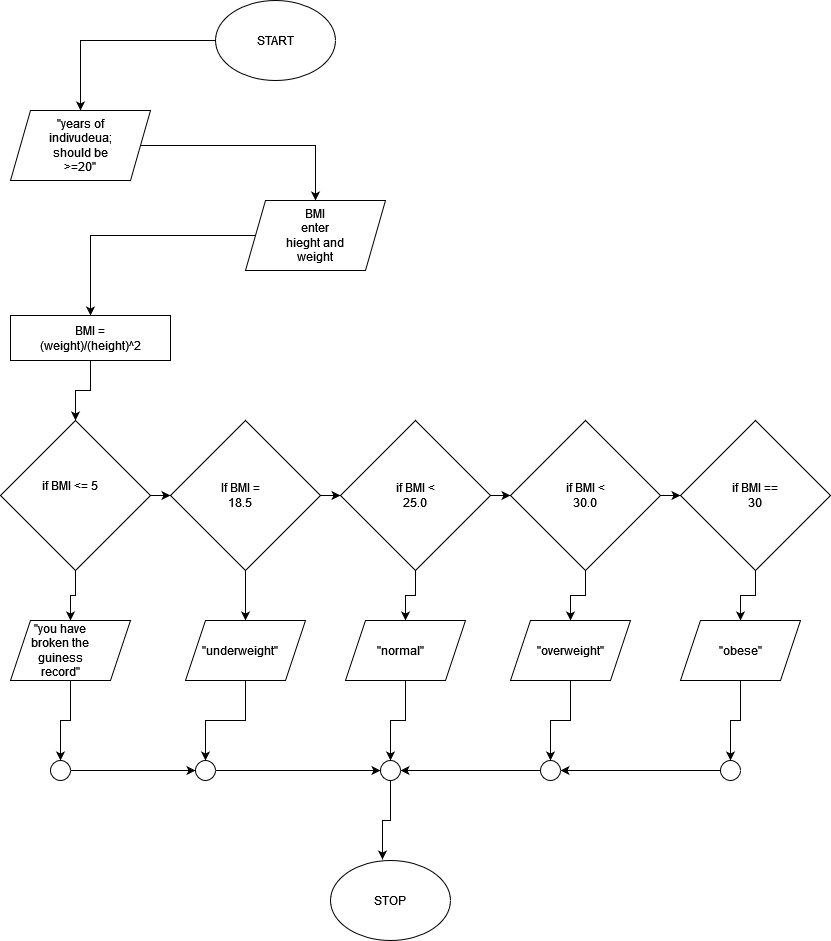 START
"years of
indivudeua;
should be
>=20"
BMI
enter
hieght and
weight
BMI =
(weight)/(height)^2
if BMI <= 5
If BMI =
18.5
if BMI <
25.0
if BMI <
30.0
if BMI ==
30
"you have
broken the
guiness
record"
"underweight"
"normal"
"overweight"
"obese"
STOP